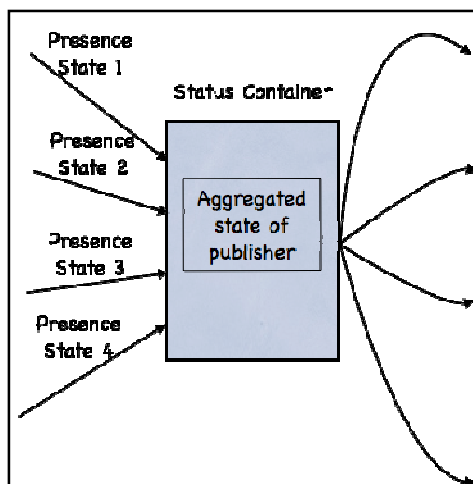 Presence
State 1
Status Container
Presence
State 2
Aggregated
state of
publisher
Presence
State 3
Presence
State 4